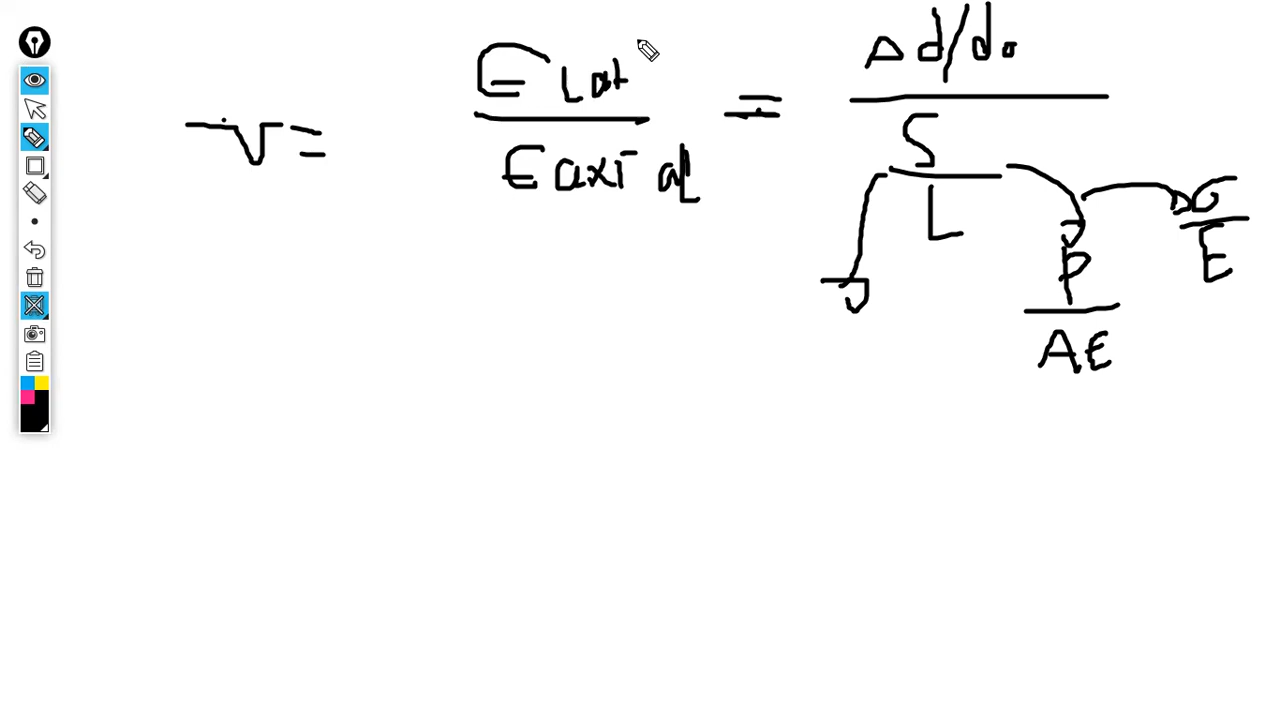 ν = ε Lat / ε axial = Δd/d₀ / δ / L
P / AE
σ / E